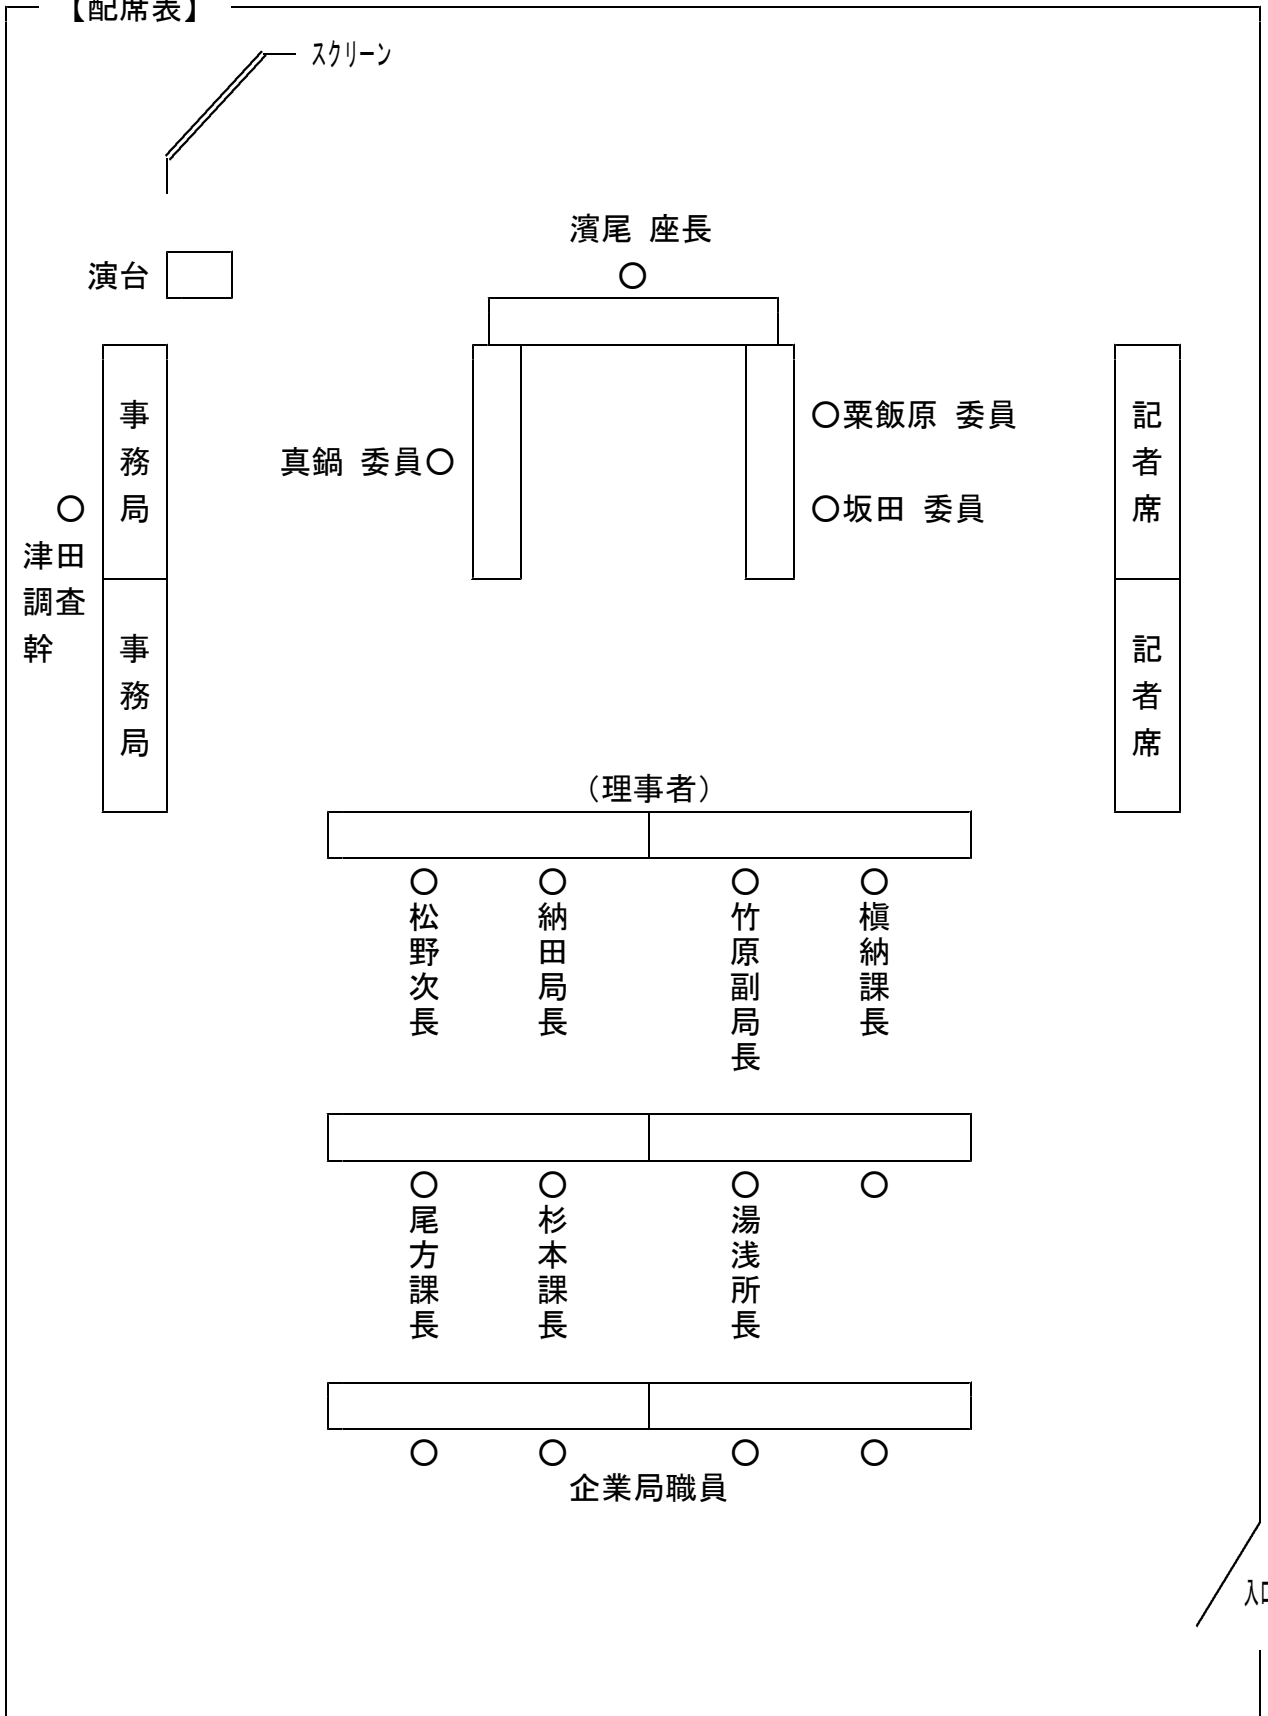 【配席表】
スクリーン
濱尾 座長
○
演台
事務局
○粟飯原 委員
記者席
真鍋 委員○
○坂田 委員
○
津田
調査
幹
事務局
記者席
（理事者）
○松野次長
○納田局長
○竹原副局長
○槇納課長
○尾方課長
○杉本課長
○湯浅所長
○
○ ○ ○ ○
企業局職員
入口